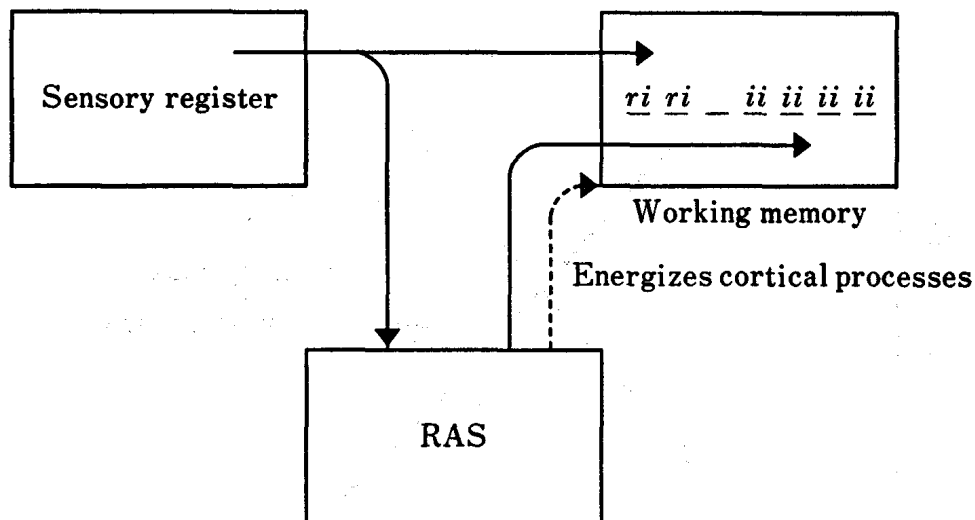 Sensory register
ri ri _ ii ii ii ii
Working memory
Energizes cortical processes
RAS